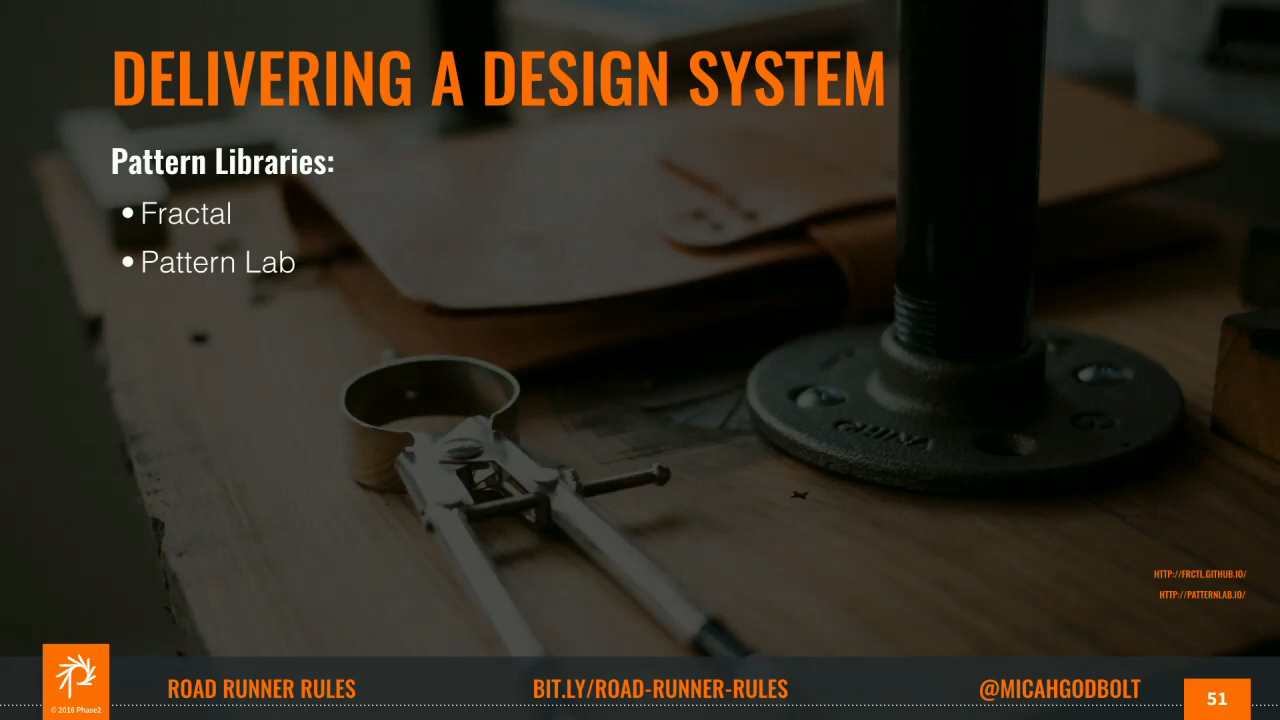 DELIVERING A DESIGN SYSTEM
Pattern Libraries:
• Fractal
• Pattern Lab
HTTP://FRCTL.GITHUB.IO/
HTTP://PATTERNLAB.IO/
© 2016 Phase2
ROAD RUNNER RULES
BIT.LY/ROAD-RUNNER-RULES
@MICAHGODBOLT
51